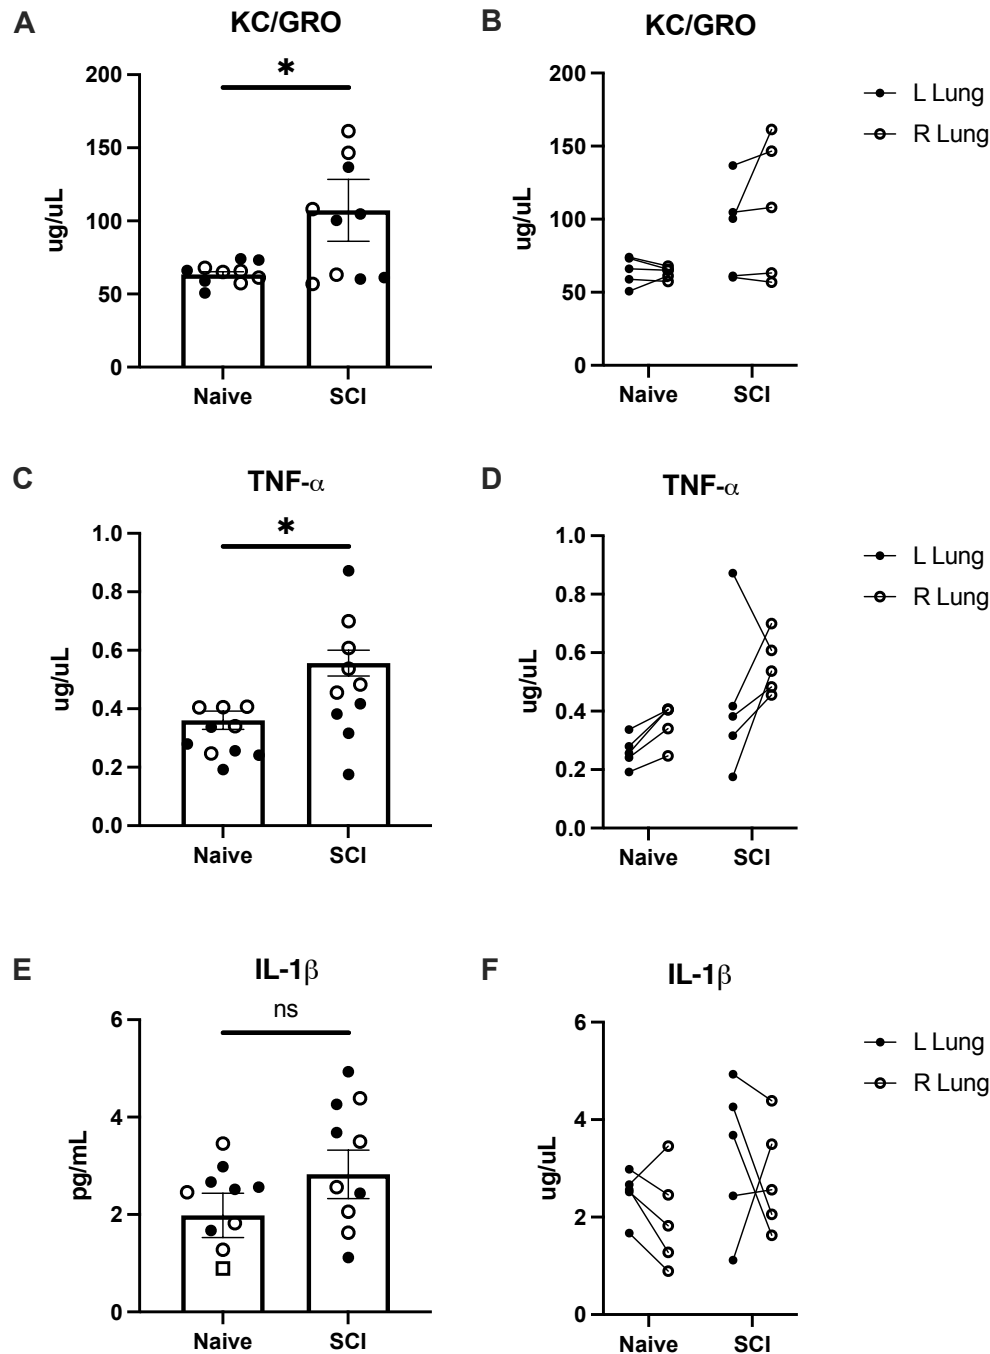 A
KC/GRO
*
ug/uL
200
150
100
50
0
Naive
SCI
B
KC/GRO
ug/uL
200
150
100
50
0
Naive
SCI
L Lung
R Lung
C
TNF-α
*
ug/uL
1.0
0.8
0.6
0.4
0.2
0.0
Naive
SCI
D
TNF-α
ug/uL
1.0
0.8
0.6
0.4
0.2
0.0
Naive
SCI
L Lung
R Lung
E
IL-1β
ns
pg/mL
6
4
2
0
Naive
SCI
F
IL-1β
ug/uL
6
4
2
0
Naive
SCI
L Lung
R Lung